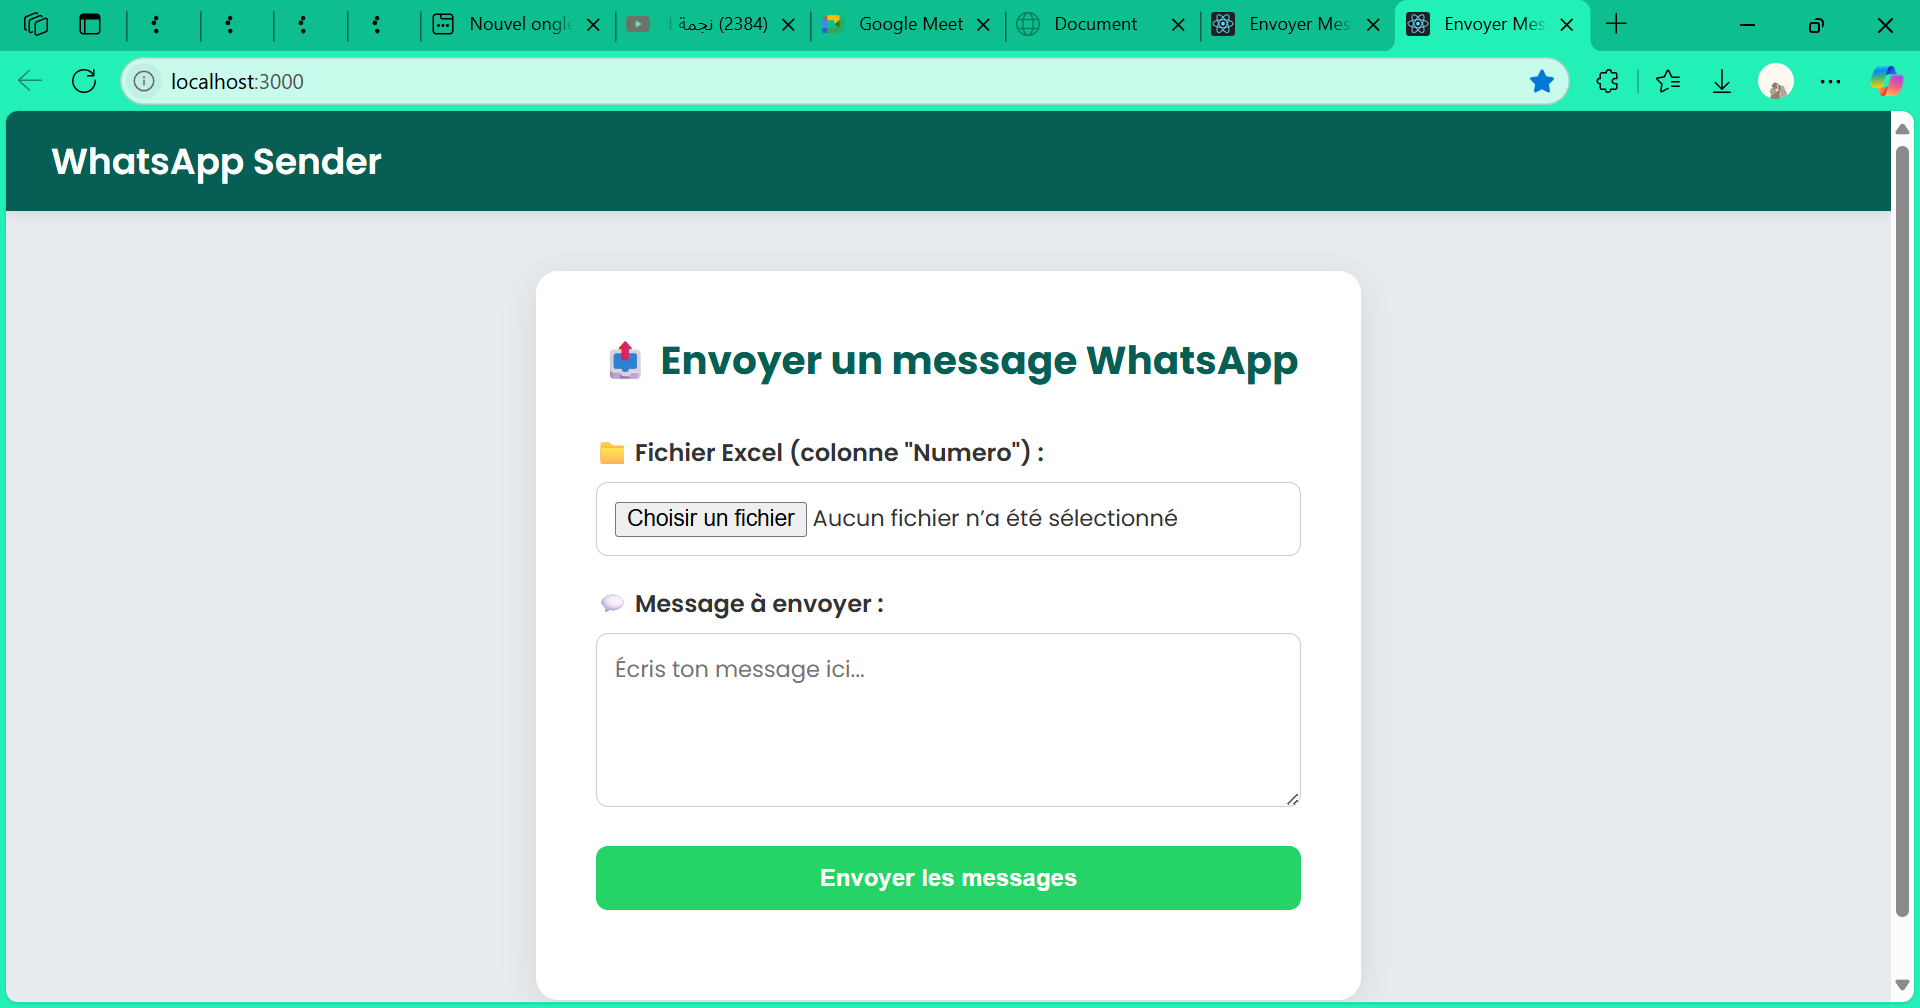 Nouvel ongle
(2384) نجمة ا
Google Meet
Document
Envoyer Mes
Envoyer Mes
localhost:3000
WhatsApp Sender
Envoyer un message WhatsApp
Fichier Excel (colonne "Numero") :
Choisir un fichier Aucun fichier n’a été sélectionné
Message à envoyer :
Écris ton message ici...
Envoyer les messages